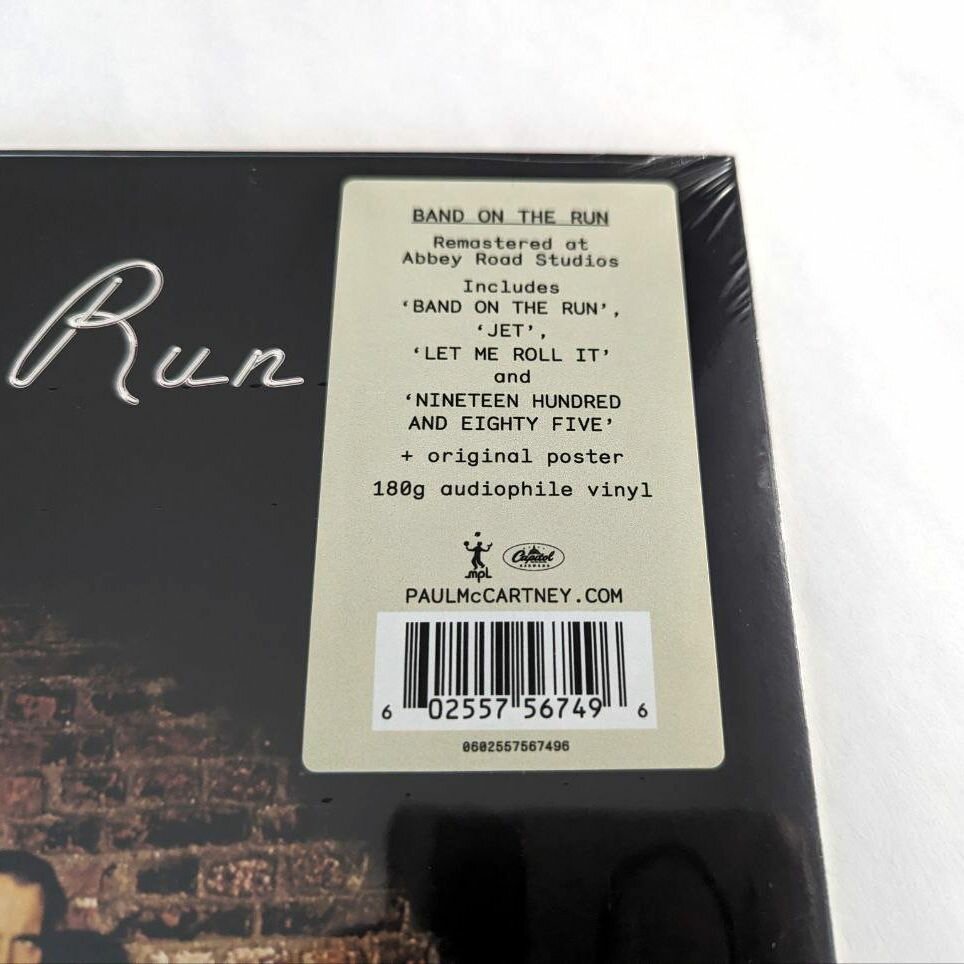 Run
BAND ON THE RUN
Remastered at
Abbey Road Studios
Includes
‘BAND ON THE RUN’,
‘JET’,
‘LET ME ROLL IT’
and
‘NINETEEN HUNDRED
AND EIGHTY FIVE’
+ original poster
180g audiophile vinyl
mpl
Capitol
RECORDS
PAULMcCARTNEY.COM
6 02557 56749 6
0602557567496